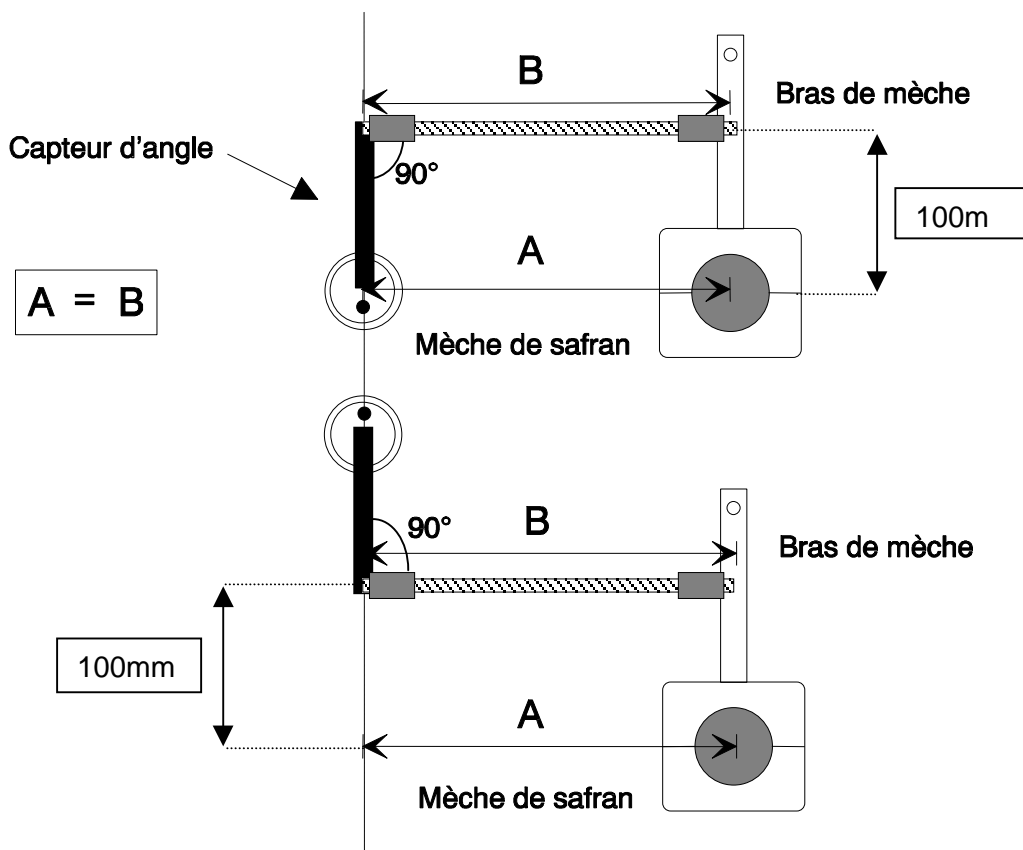 B
Bras de mèche
Capteur d'angle
90°
100m
A
A = B
Mèche de safran
90°
B
Bras de mèche
100mm
A
Mèche de safran